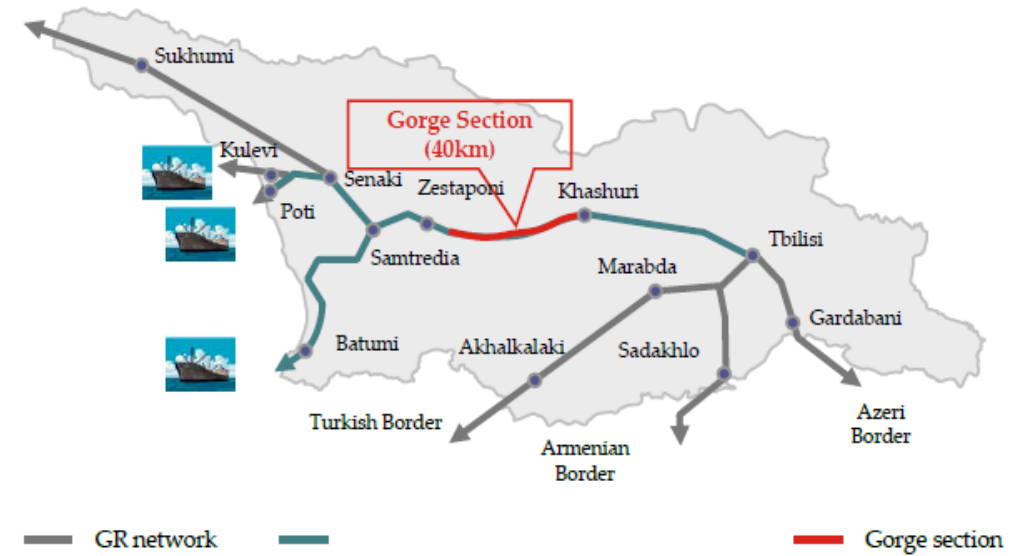 Sukhumi
Gorge Section
(40km)
Kulevi
Senaki
Zestaponi
Khashuri
Poti
Tbilisi
Samtredia
Marabda
Gardabani
Batumi
Akhalkalaki
Sadakhlo
Turkish Border
Azeri
Border
Armenian
Border
GR network
Gorge section